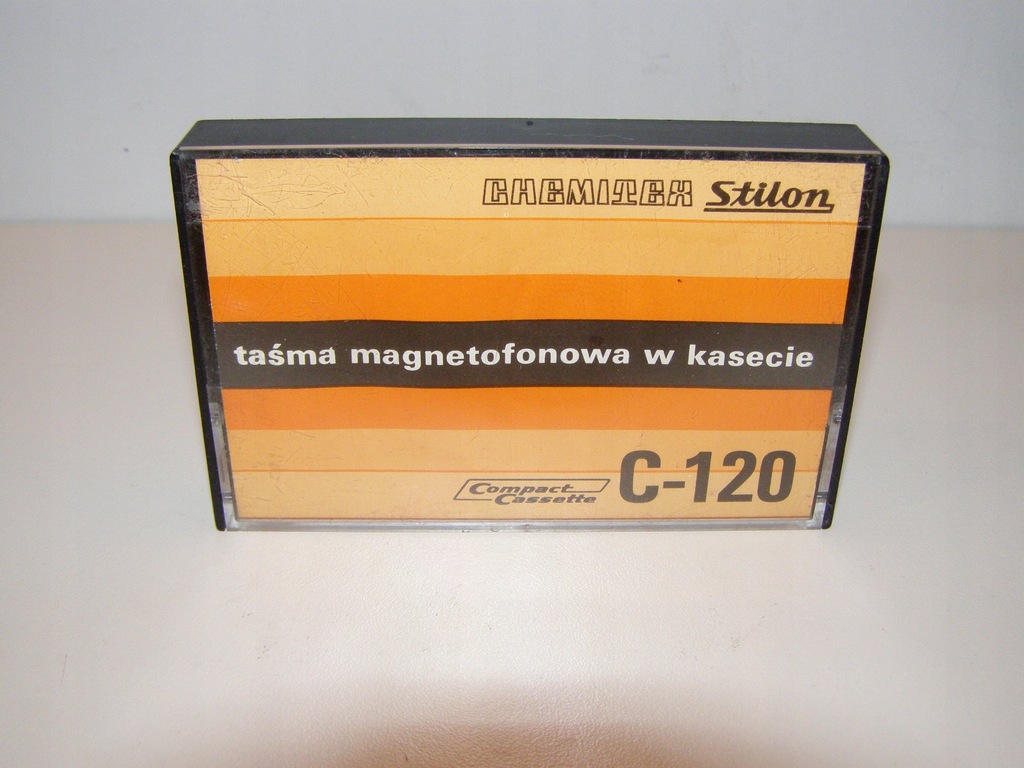 CHEMITEX Stilon
taśma magnetofonowa w kasecie
Compact
Cassette
C-120